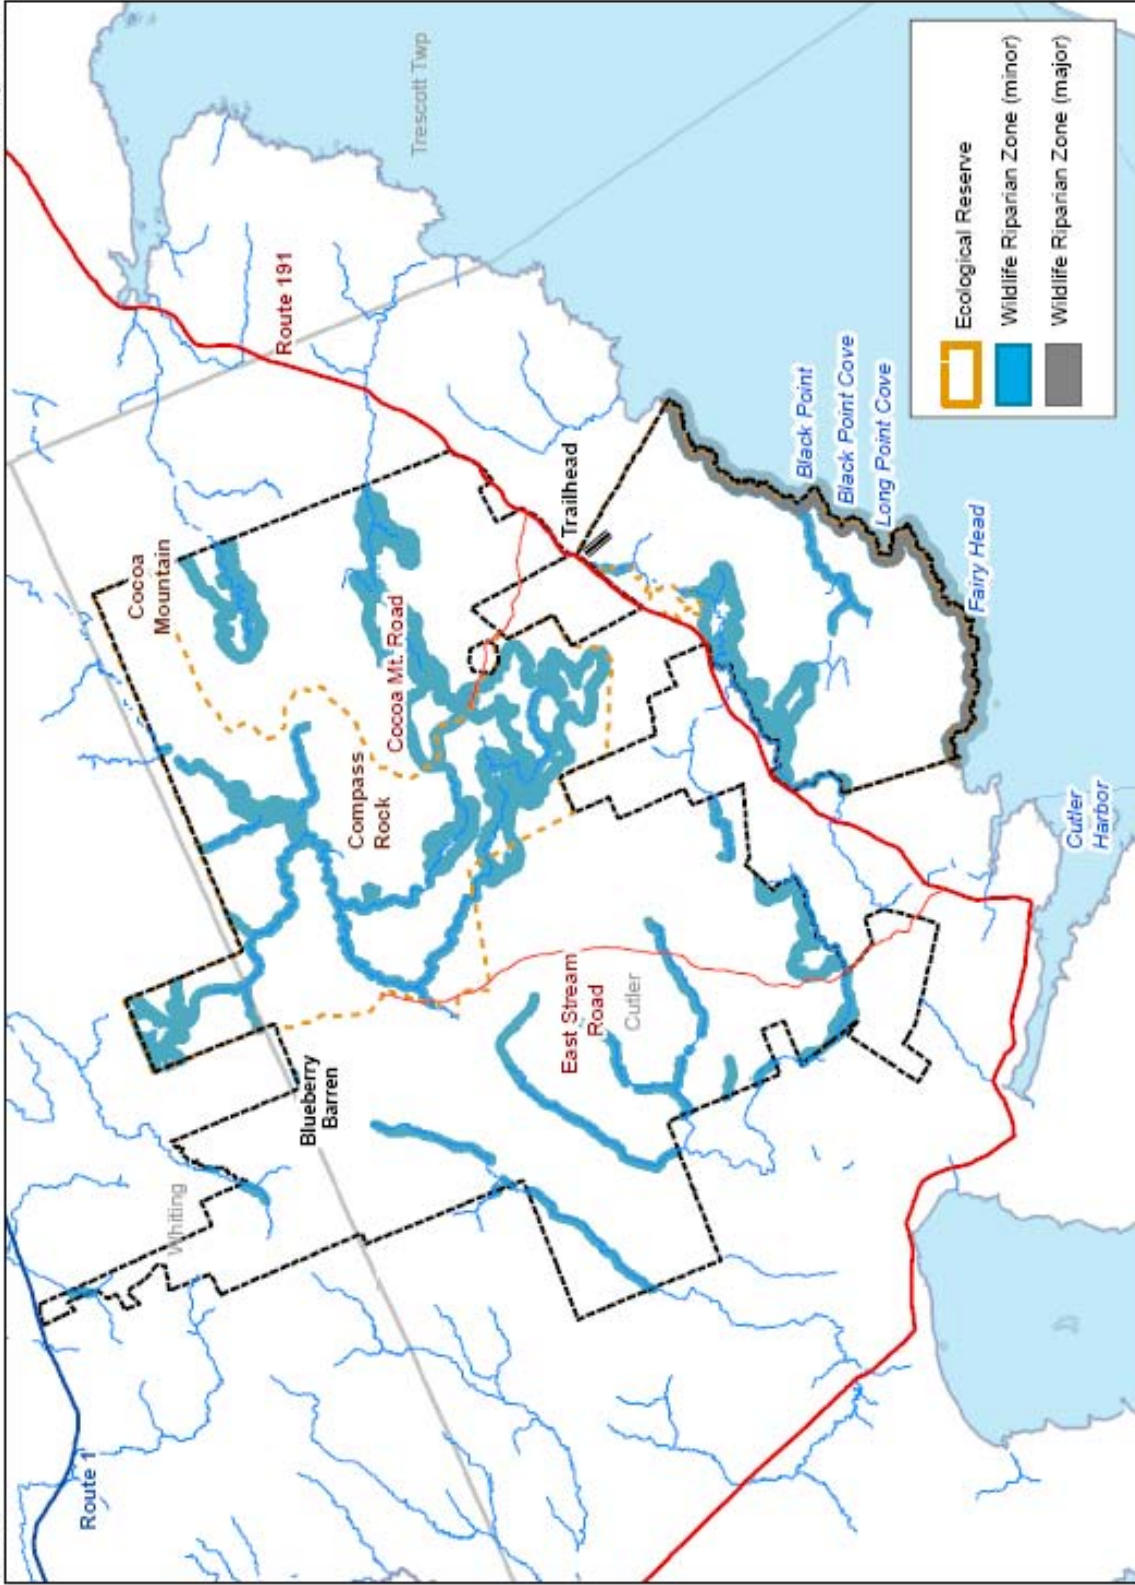 Route 1
Whiting
Blueberry
Barren
Cocoa
Mountain
Compass
Rock
Cocoa Mt. Road
Route 191
Trescott Twp
East Stream
Road
Cutler
Trailhead
Black Point
Black Point Cove
Long Point Cove
Fairy Head
Cutler
Harbor
Ecological Reserve
Wildlife Riparian Zone (minor)
Wildlife Riparian Zone (major)